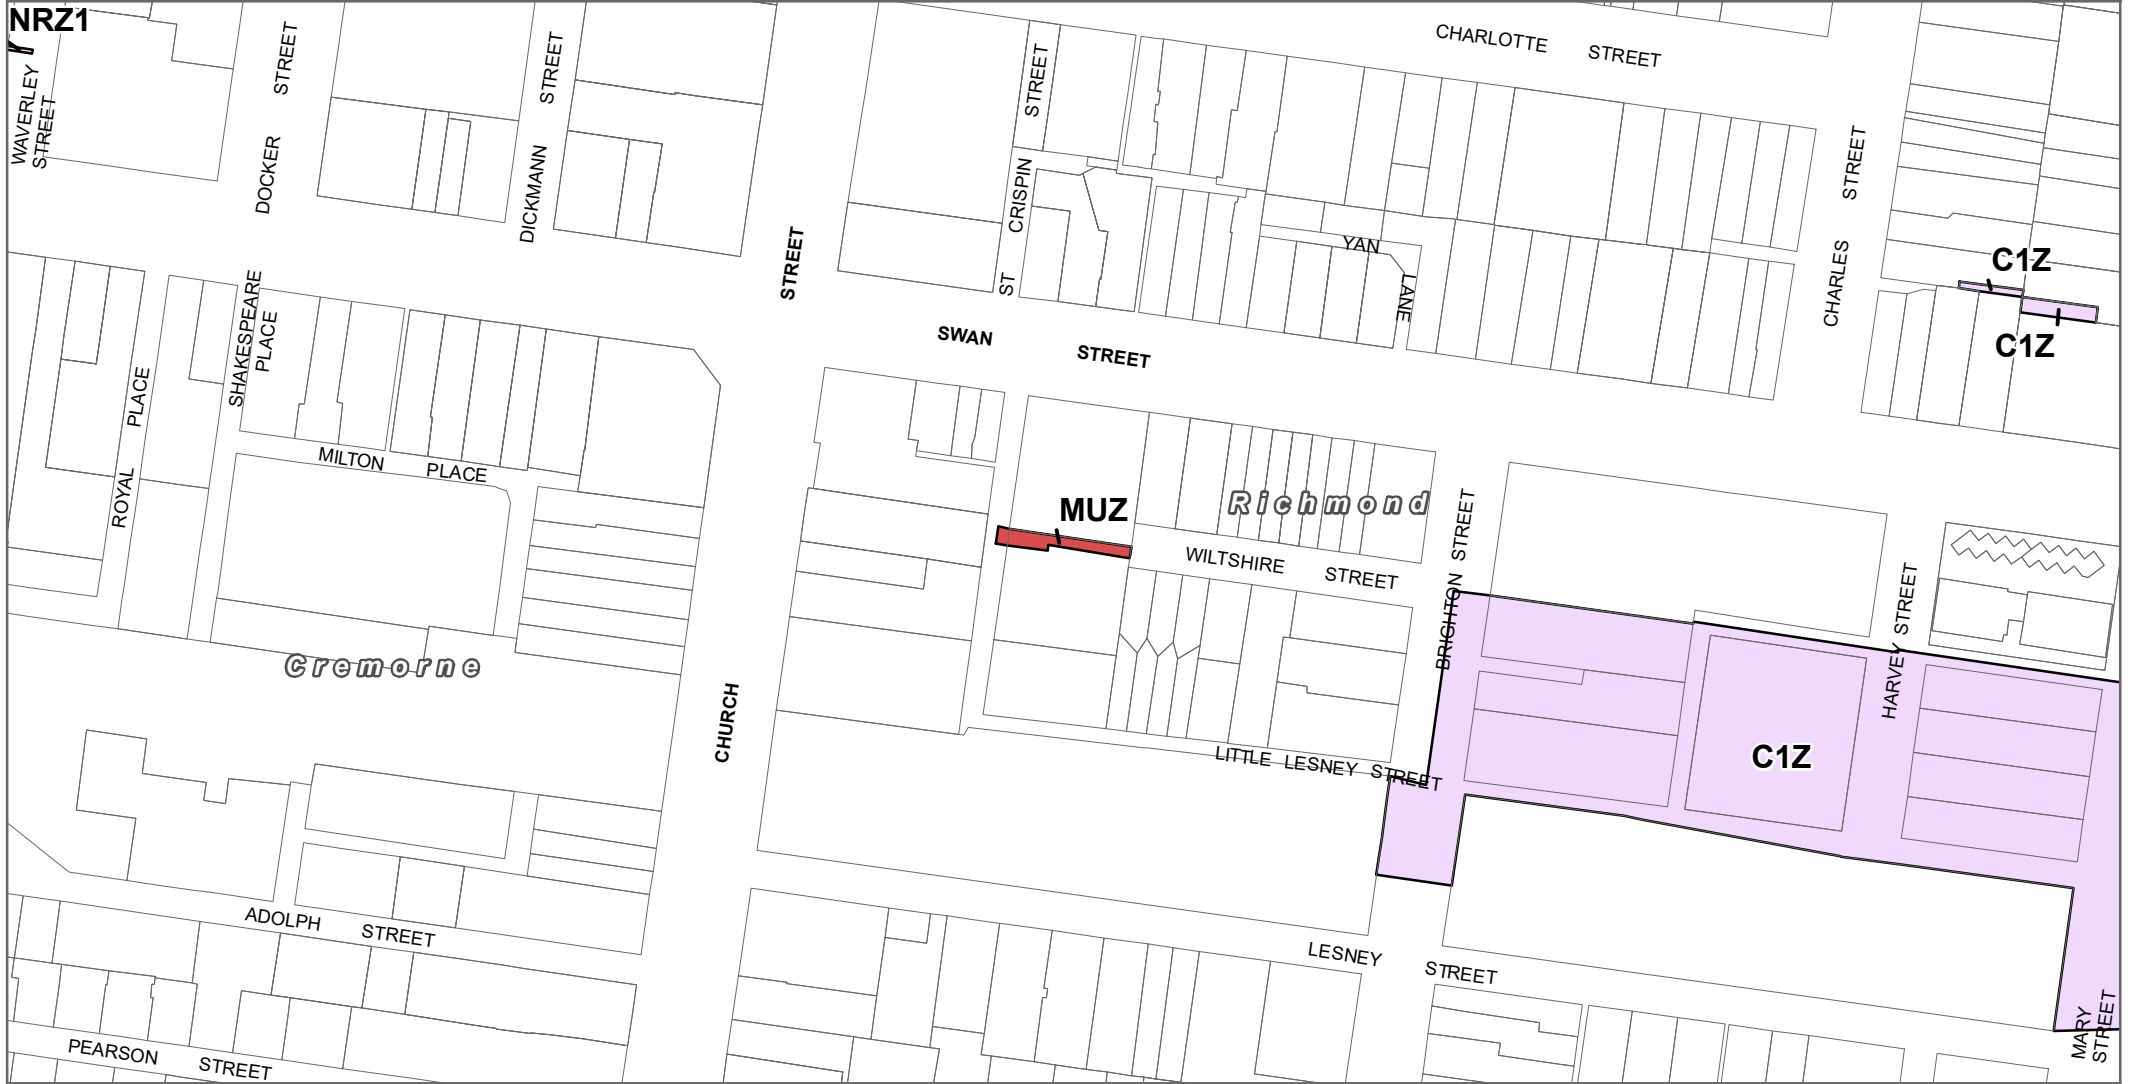 NRZ1
WAVERLEY
STREET
DOCKER STREET
DICKMANN STREET
STREET
CRISPIN STREET
ST
CHARLOTTE STREET
YAN
LANE
CHARLES STREET
C1Z
C1Z
SWAN STREET
SHAKESPEARE
PLACE
ROYAL PLACE
MILTON PLACE
MUZ
Richmond
WILTSHIRE STREET
BRIGHTON STREET
HARVEY STREET
Cremorne
CHURCH
C1Z
LITTLE LESNEY STREET
ADOLPH STREET
LESNEY STREET
PEARSON STREET
MARY
STREET